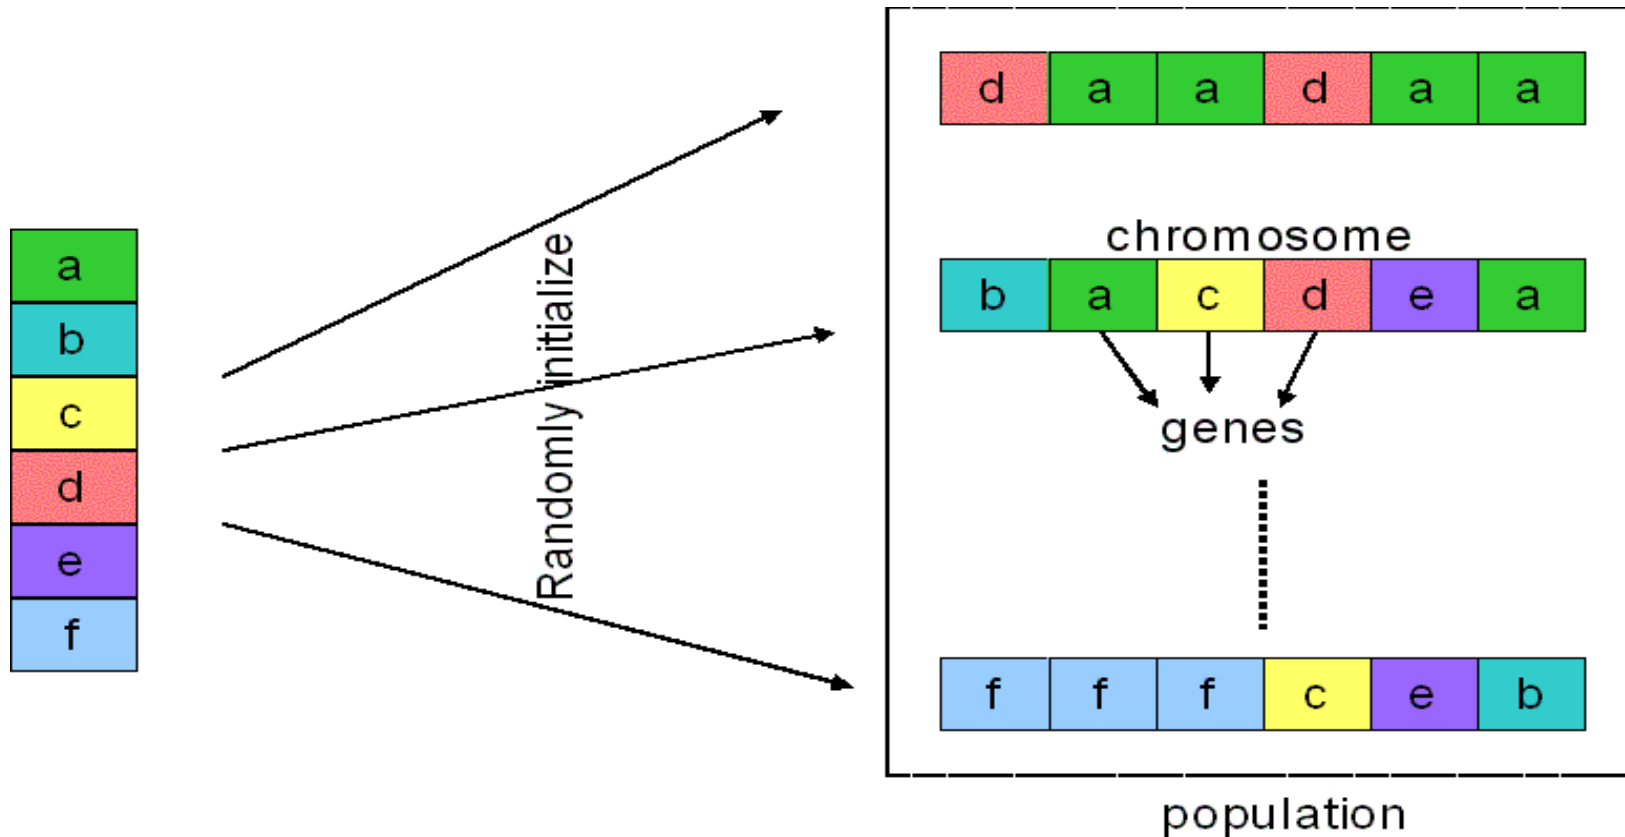 a
b
c
d
e
f
Randomly initialize
d a a d a a
chromosome
b a c d e a
genes
f f f c e b
population